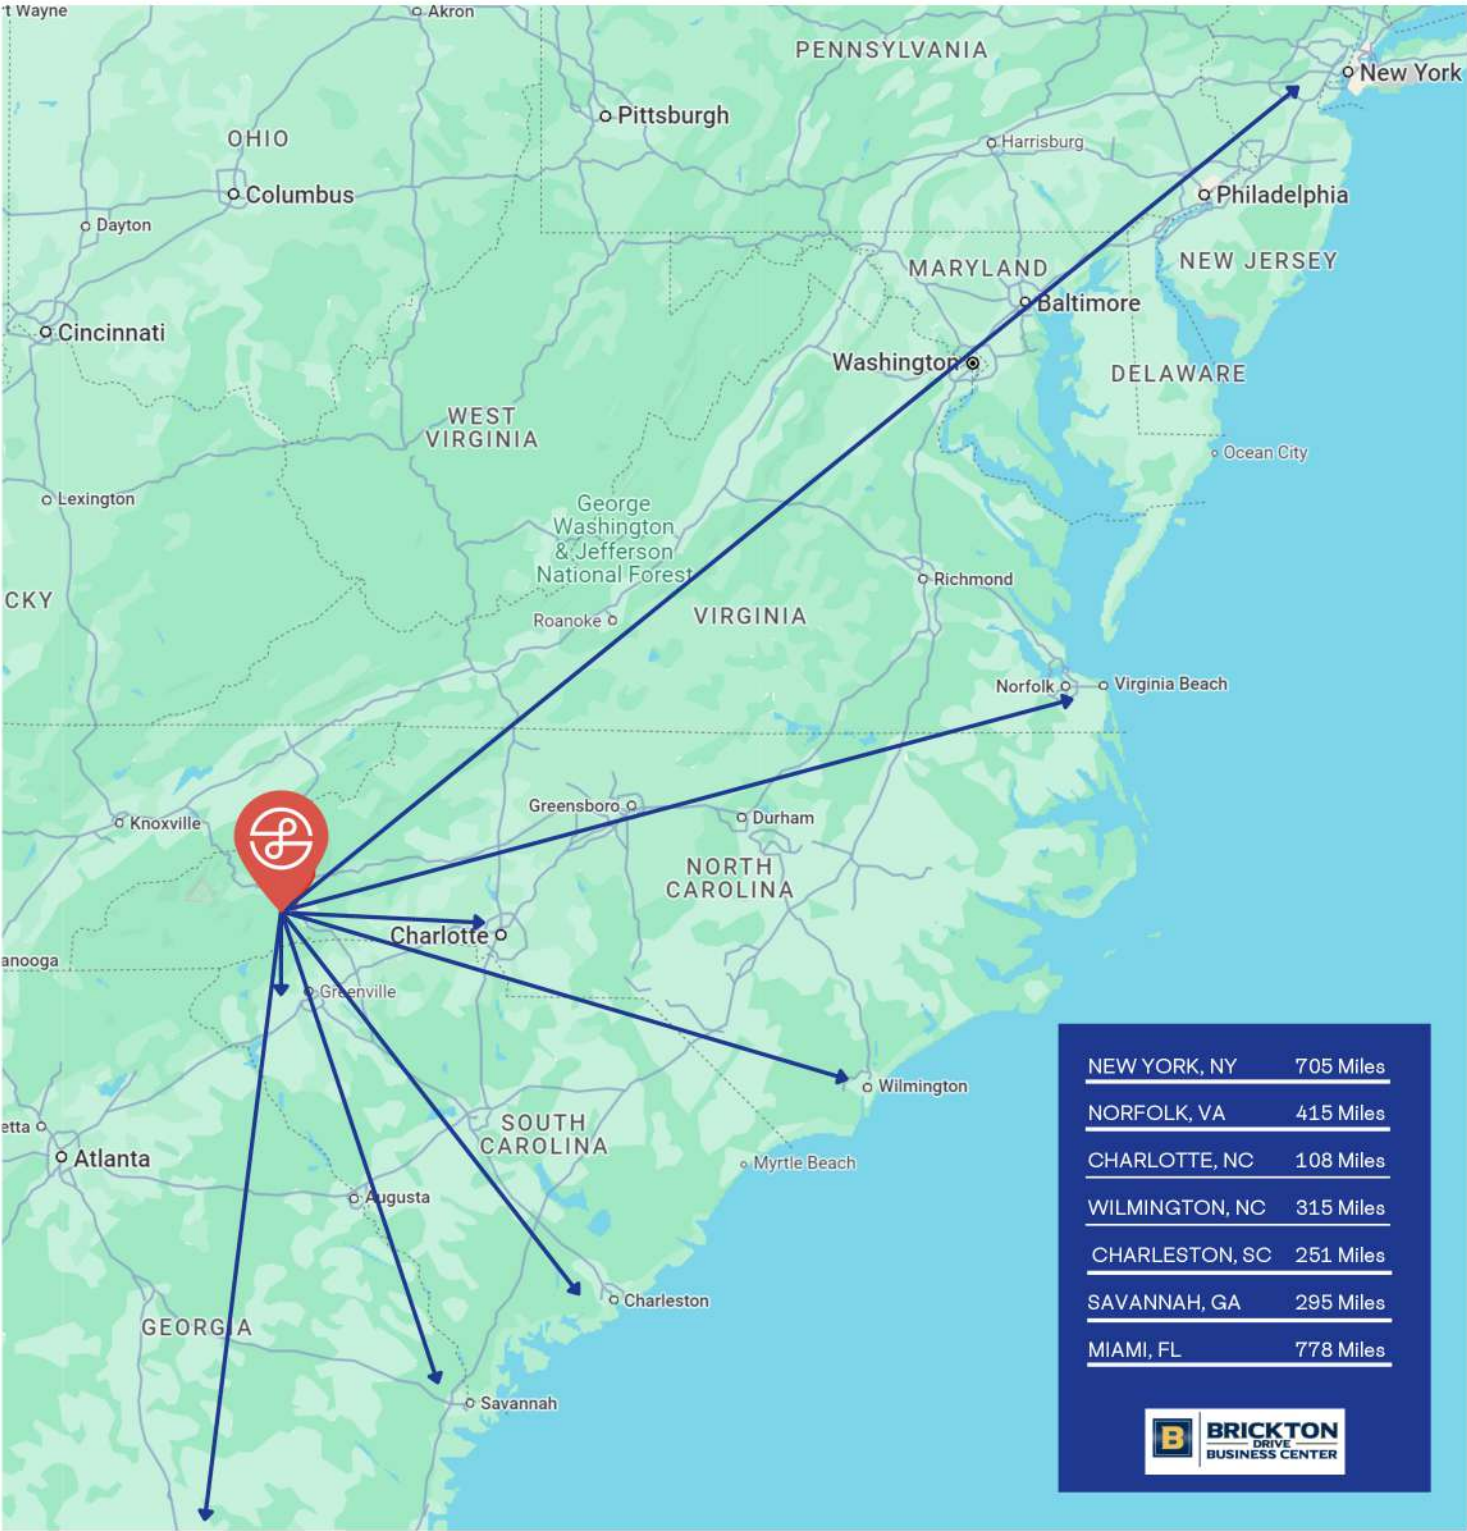 t Wayne
Akron
PENNSYLVANIA
New York
Pittsburgh
OHIO
Harrisburg
Columbus
Philadelphia
Dayton
NEW JERSEY
MARYLAND
Baltimore
Cincinnati
Washington
DELAWARE
WEST
VIRGINIA
Ocean City
Lexington
George
Washington
& Jefferson
National Forest
Richmond
CKY
Roanoke
VIRGINIA
Norfolk
Virginia Beach
Greensboro
Durham
Knoxville
NORTH
CAROLINA
Charlotte
anooga
Greenville
Wilmington
SOUTH
CAROLINA
etta
Atlanta
Myrtle Beach
Augusta
Charleston
GEORGIA
Savannah
NEW YORK, NY 705 Miles
NORFOLK, VA 415 Miles
CHARLOTTE, NC 108 Miles
WILMINGTON, NC 315 Miles
CHARLESTON, SC 251 Miles
SAVANNAH, GA 295 Miles
MIAMI, FL 778 Miles
B
BRICKTON
DRIVE
BUSINESS CENTER